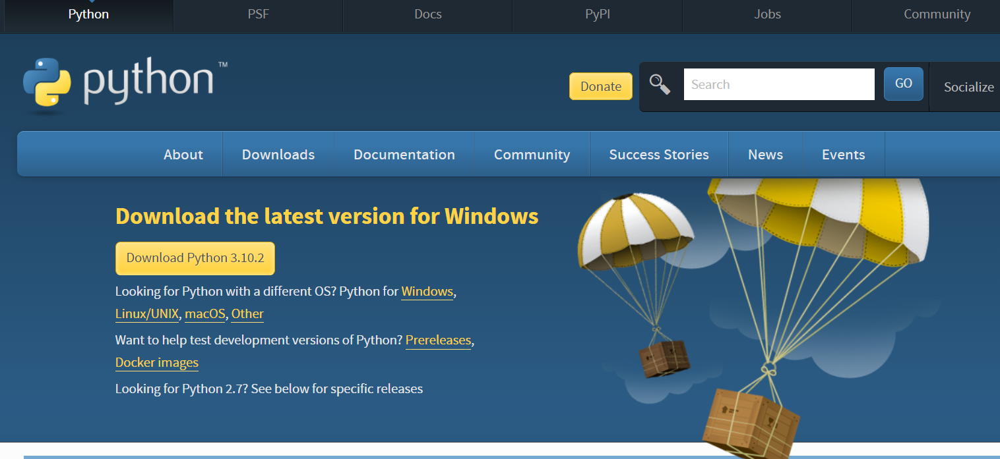 Python PSF Docs PyPI Jobs Community
python™
Donate Search GO Socialize
About Downloads Documentation Community Success Stories News Events
Download the latest version for Windows
Download Python 3.10.2
Looking for Python with a different OS? Python for Windows,
Linux/UNIX, macOS, Other
Want to help test development versions of Python? Prereleases,
Docker images
Looking for Python 2.7? See below for specific releases